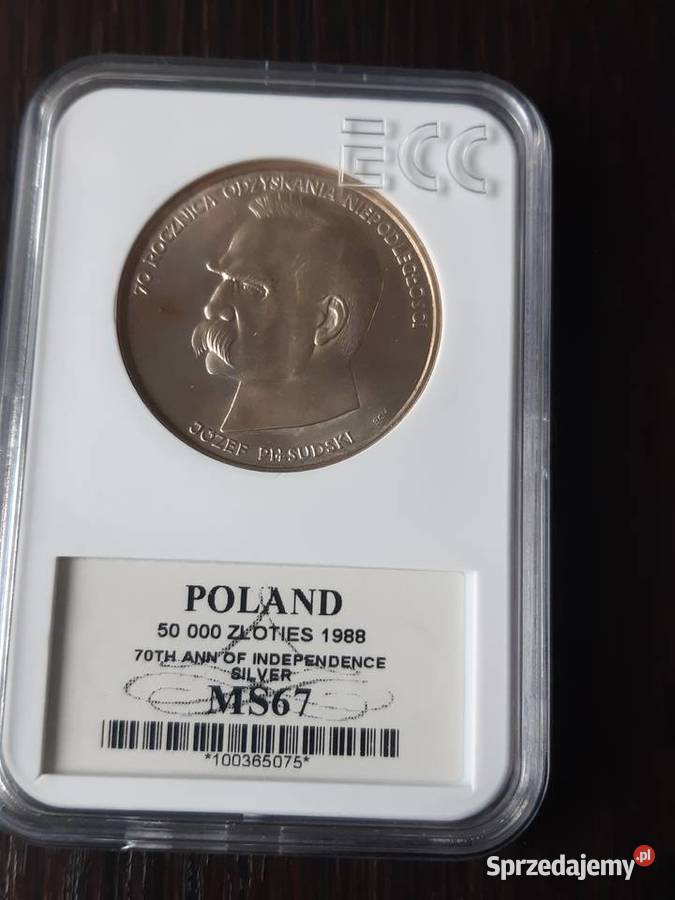 ECC
70 ROCZNICA ODZYSKANIA NIEPODLEGŁOŚCI
JÓZEF PIŁSUDSKI
POLAND
50 000 ZŁOTIES 1988
70TH ANN OF INDEPENDENCE
SILVER
MS67
*100365075*
Sprzedajemy.pl